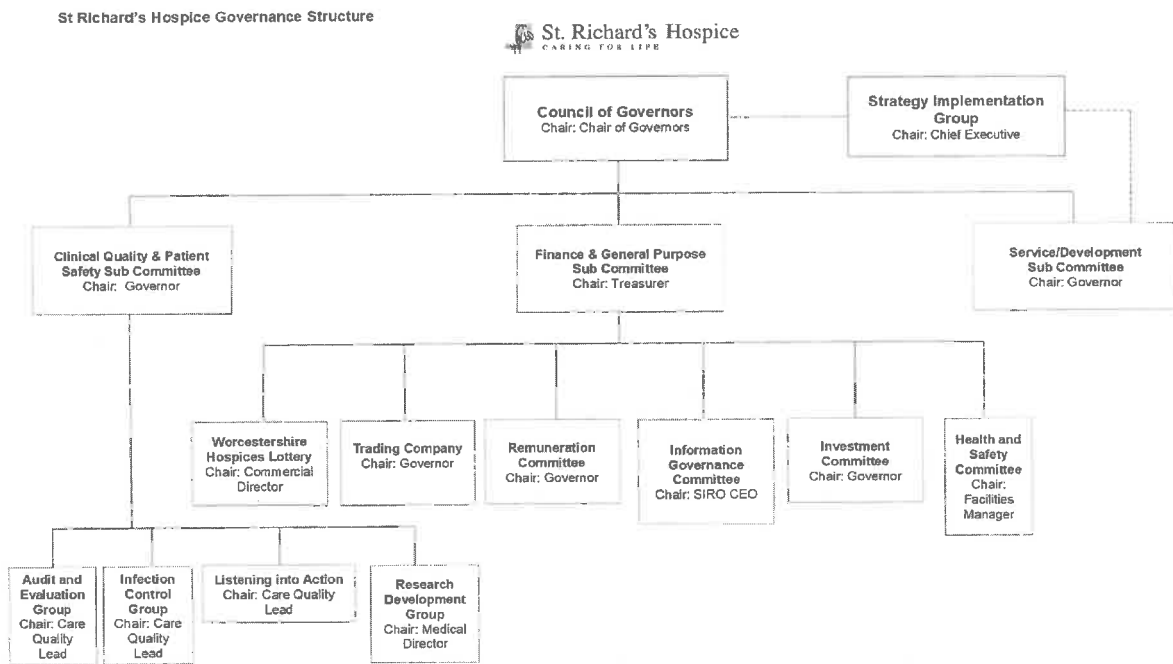 St Richard's Hospice Governance Structure
St. Richard's Hospice
CARING FOR LIFE
Council of Governors
Chair: Chair of Governors
Strategy Implementation
Group
Chair: Chief Executive
Clinical Quality & Patient
Safety Sub Committee
Chair: Governor
Finance & General Purpose
Sub Committee
Chair: Treasurer
Service/Development
Sub Committee
Chair: Governor
Worcestershire
Hospices Lottery
Chair: Commercial
Director
Trading Company
Chair: Governor
Remuneration
Committee
Chair: Governor
Information
Governance
Committee
Chair: SIRO CEO
Investment
Committee
Chair: Governor
Health and
Safety
Committee
Chair:
Facilities
Manager
Audit and
Evaluation
Group
Chair: Care
Quality
Lead
Infection
Control
Group
Chair: Care
Quality
Lead
Listening into Action
Chair: Care Quality
Lead
Research
Development
Group
Chair: Medical
Director